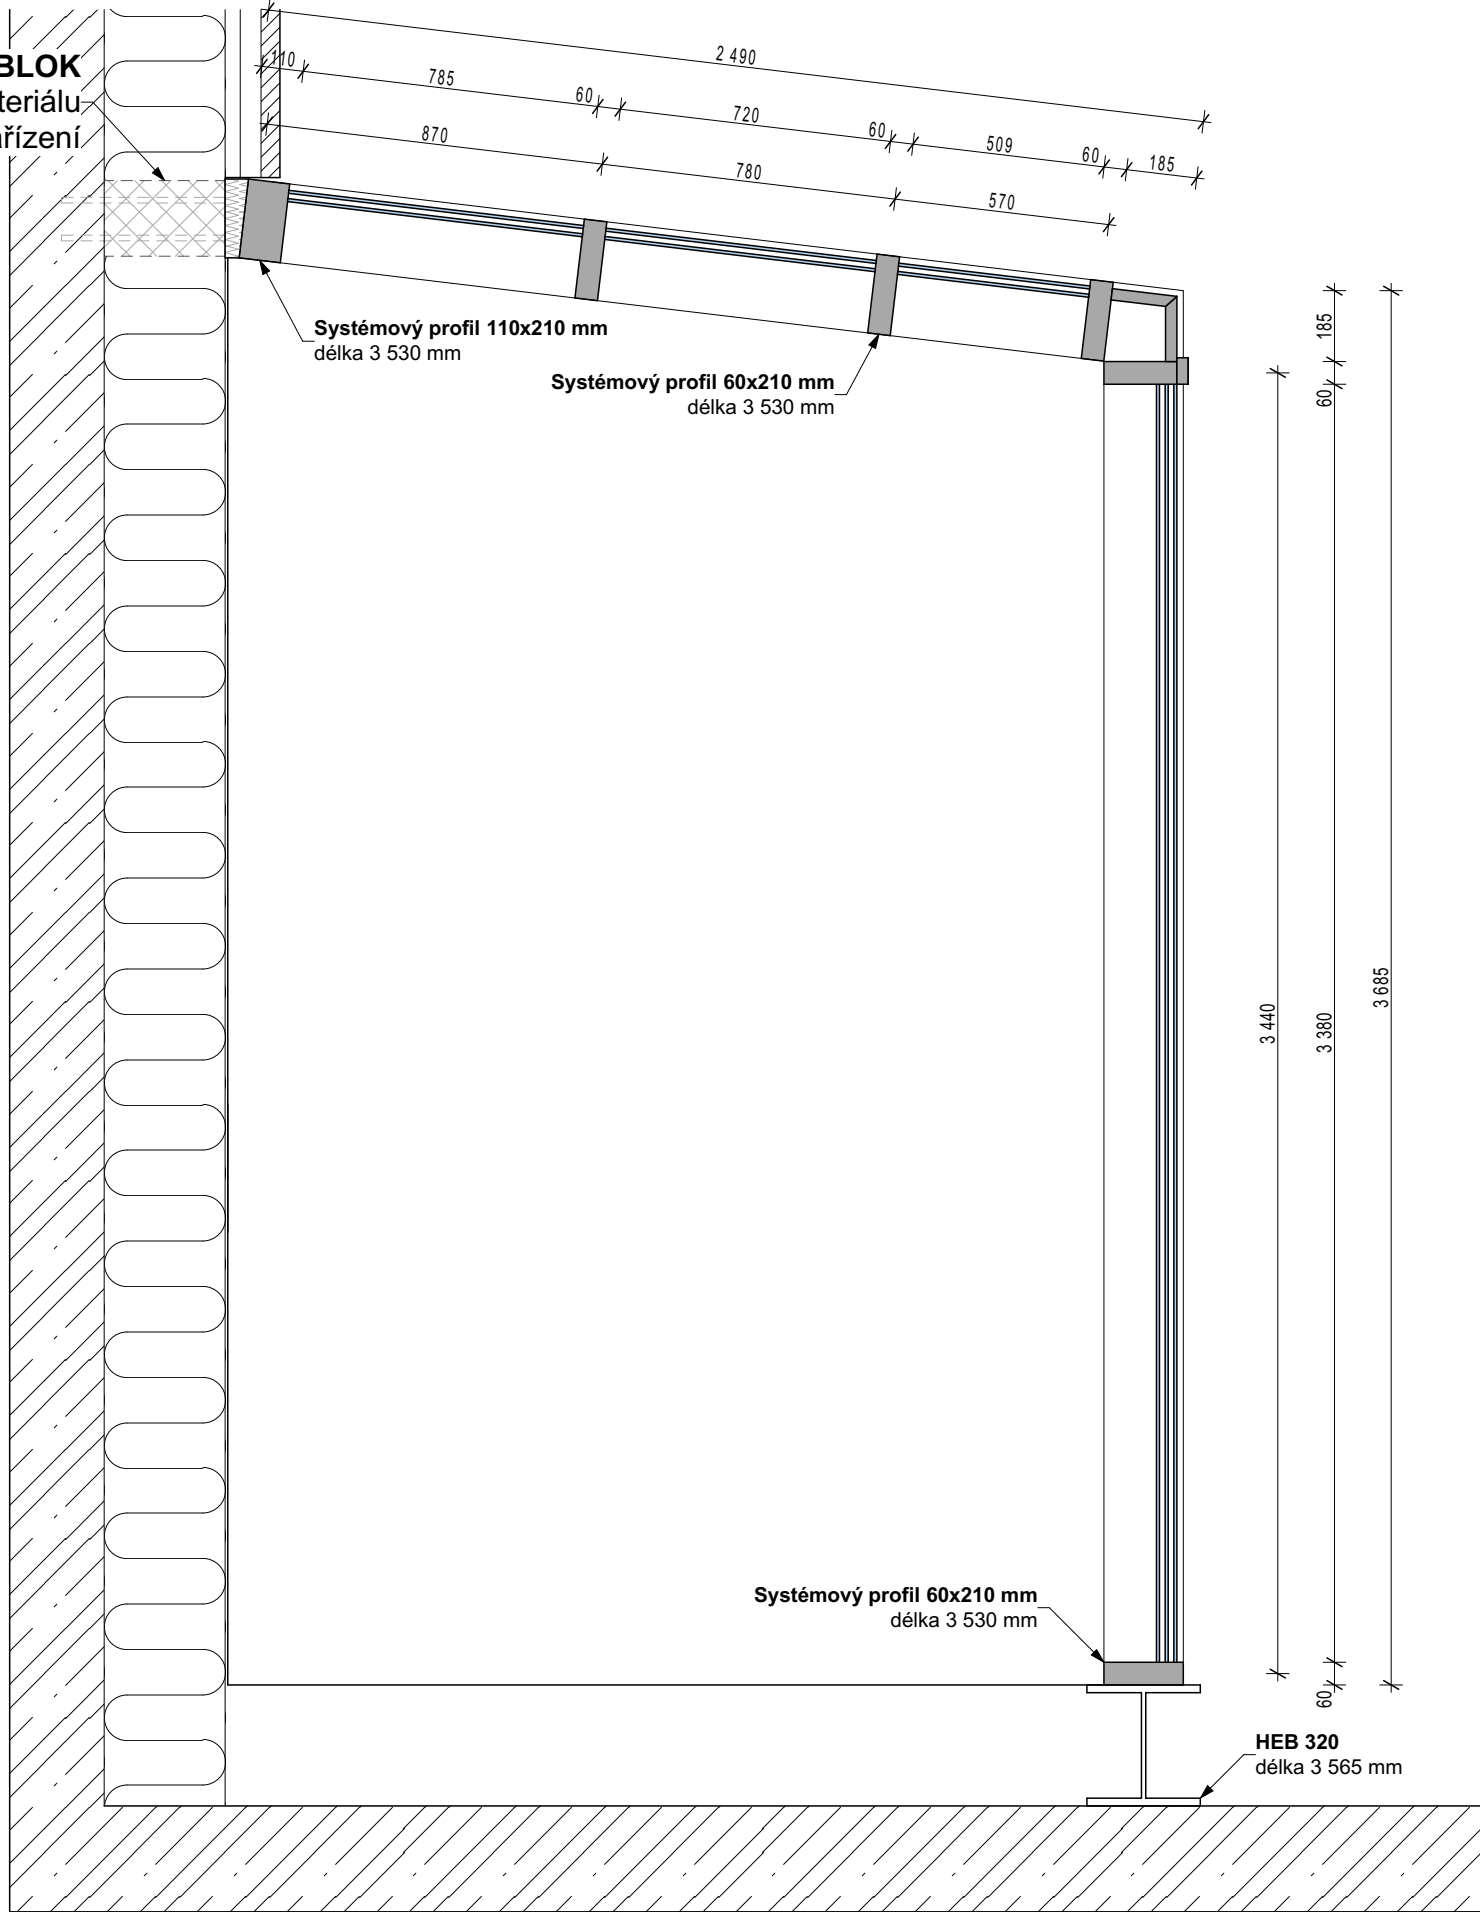 BLOK
teriálu
ařízení
2 490
110
785
60
720
60
509
60
185
870
780
570
Systémový profil 110x210 mm
délka 3 530 mm
Systémový profil 60x210 mm
délka 3 530 mm
185
60
3 440
3 380
3 685
60
Systémový profil 60x210 mm
délka 3 530 mm
HEB 320
délka 3 565 mm